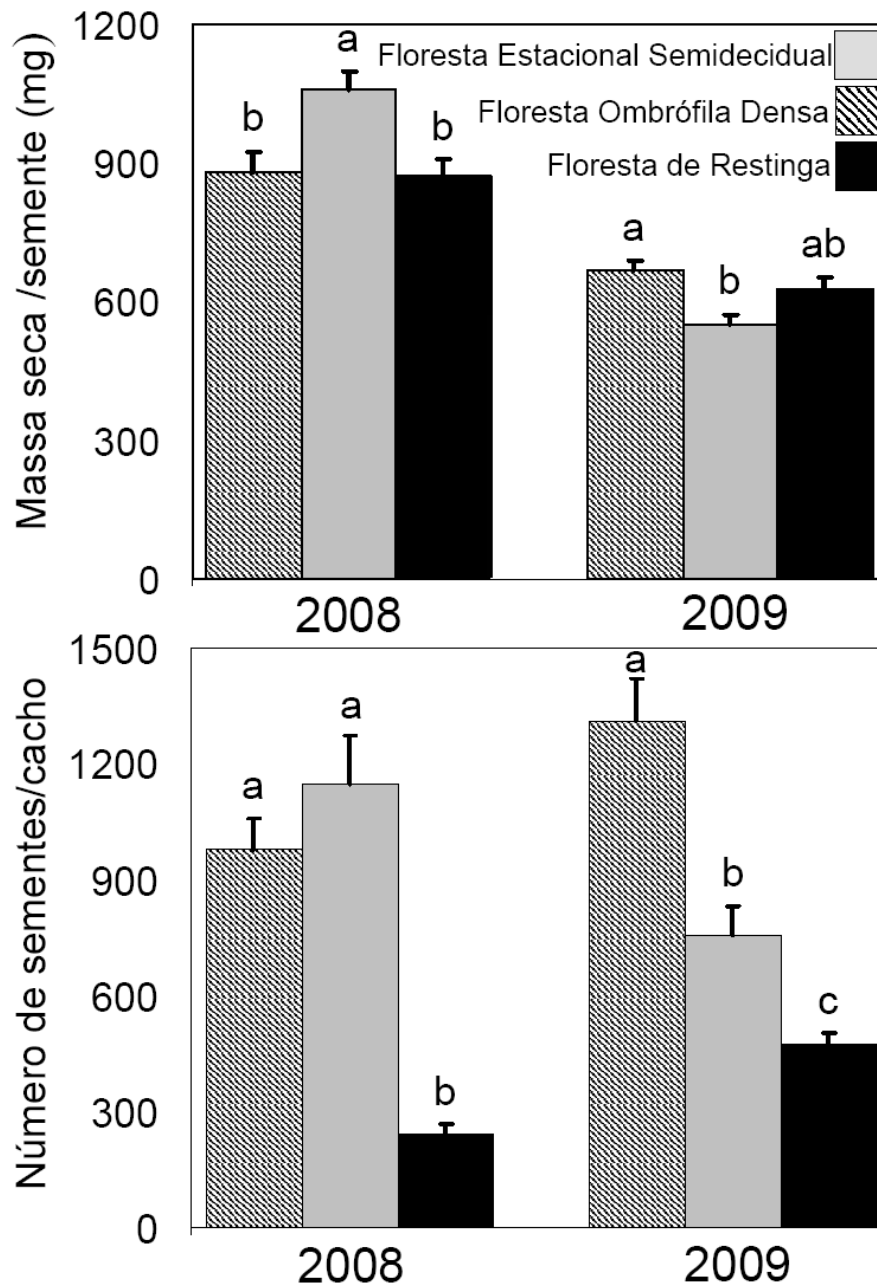 Massa seca /semente (mg)
1200
900
600
300
0
Floresta Estacional Semidecidual
Floresta Ombrófila Densa
Floresta de Restinga
b
a
b
a
b
ab
2008
2009
Número de sementes/cacho
1500
1200
900
600
300
0
a
a
b
a
b
c
2008
2009